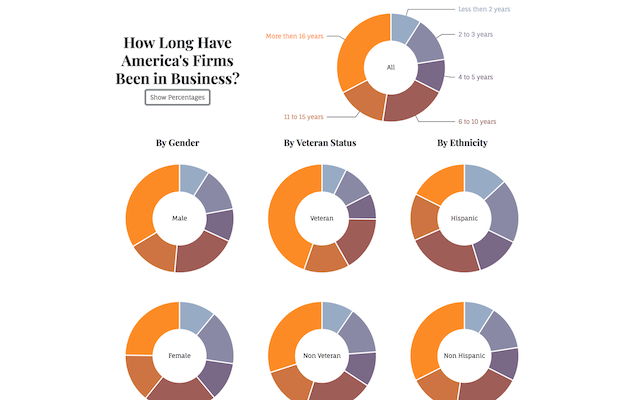 How Long Have
America's Firms
Been in Business?
Show Percentages
Less then 2 years
2 to 3 years
4 to 5 years
6 to 10 years
11 to 15 years
More then 16 years
All
By Gender
By Veteran Status
By Ethnicity
Male
Veteran
Hispanic
Female
Non Veteran
Non Hispanic